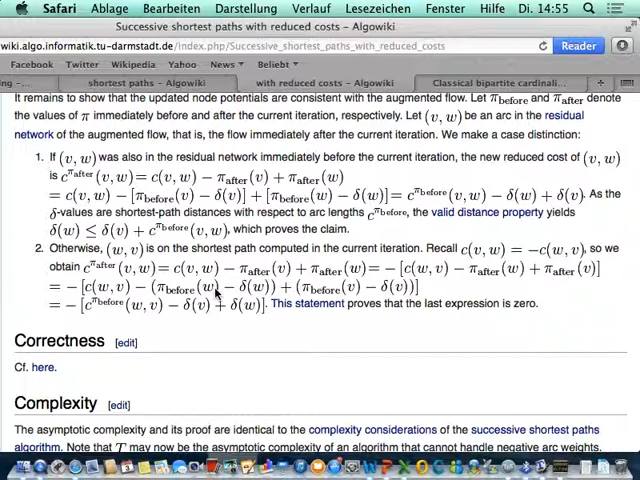 Safari Ablage Bearbeiten Darstellung Verlauf Lesezeichen Fenster Hilfe Di. 14:55
Successive shortest paths with reduced costs - Algowiki
wiki.algo.informatik.tu-darmstadt.de/index.php/Successive_shortest_paths_with_reduced_costs Reader
Facebook Twitter Wikipedia Yahoo News Beliebt
ing - ... shortest paths - Algowiki with reduced costs - Algowiki Classical bipartite cardinali...
It remains to show that the updated node potentials are consistent with the augmented flow. Let π_before and π_after denote
the values of π immediately before and after the current iteration, respectively. Let (v, w) be an arc in the residual
network of the augmented flow, that is, the flow immediately after the current iteration. We make a case distinction:
1. If (v, w) was also in the residual network immediately before the current iteration, the new reduced cost of (v, w)
is c^{π_after}(v, w) = c(v, w) − π_after(v) + π_after(w)
= c(v, w) − [π_before(v) − δ(v)] + [π_before(w) − δ(w)] = c^{π_before}(v, w) − δ(w) + δ(v). As the
δ-values are shortest-path distances with respect to arc lengths c^{π_before}, the valid distance property yields
δ(w) ≤ δ(v) + c^{π_before}(v, w), which proves the claim.
2. Otherwise, (w, v) is on the shortest path computed in the current iteration. Recall c(v, w) = −c(w, v), so we
obtain c^{π_after}(v, w) = c(v, w) − π_after(v) + π_after(w) = − [c(w, v) − π_after(w) + π_after(v)]
= − [c(w, v) − (π_before(w) − δ(w)) + (π_before(v) − δ(v))]
= − [c^{π_before}(w, v) − δ(v) + δ(w)]. This statement proves that the last expression is zero.
Correctness [edit]
Cf. here.
Complexity [edit]
The asymptotic complexity and its proof are identical to the complexity considerations of the successive shortest paths
algorithm. Note that T may now be the asymptotic complexity of an algorithm that cannot handle negative arc weights.